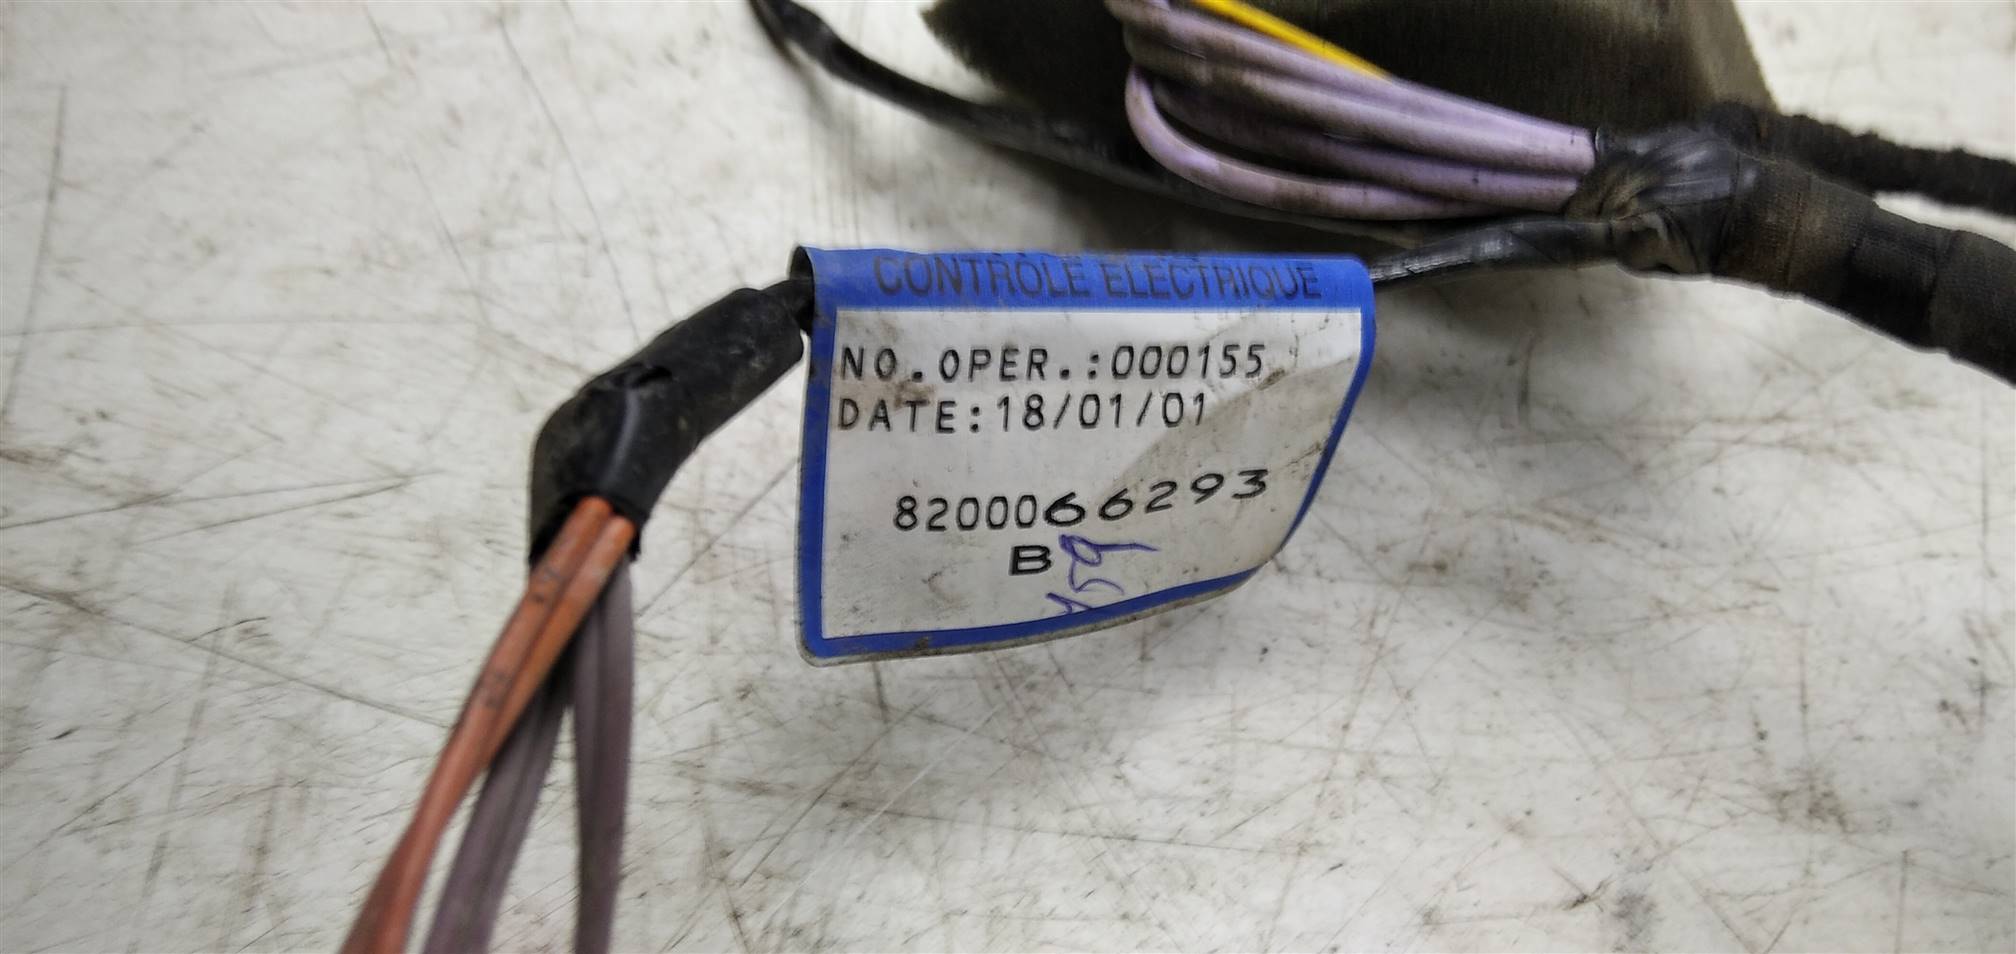 CONTROLE ELECTRIQUE
NO.OPER.:000155
DATE:18/01/01
8200066293
B